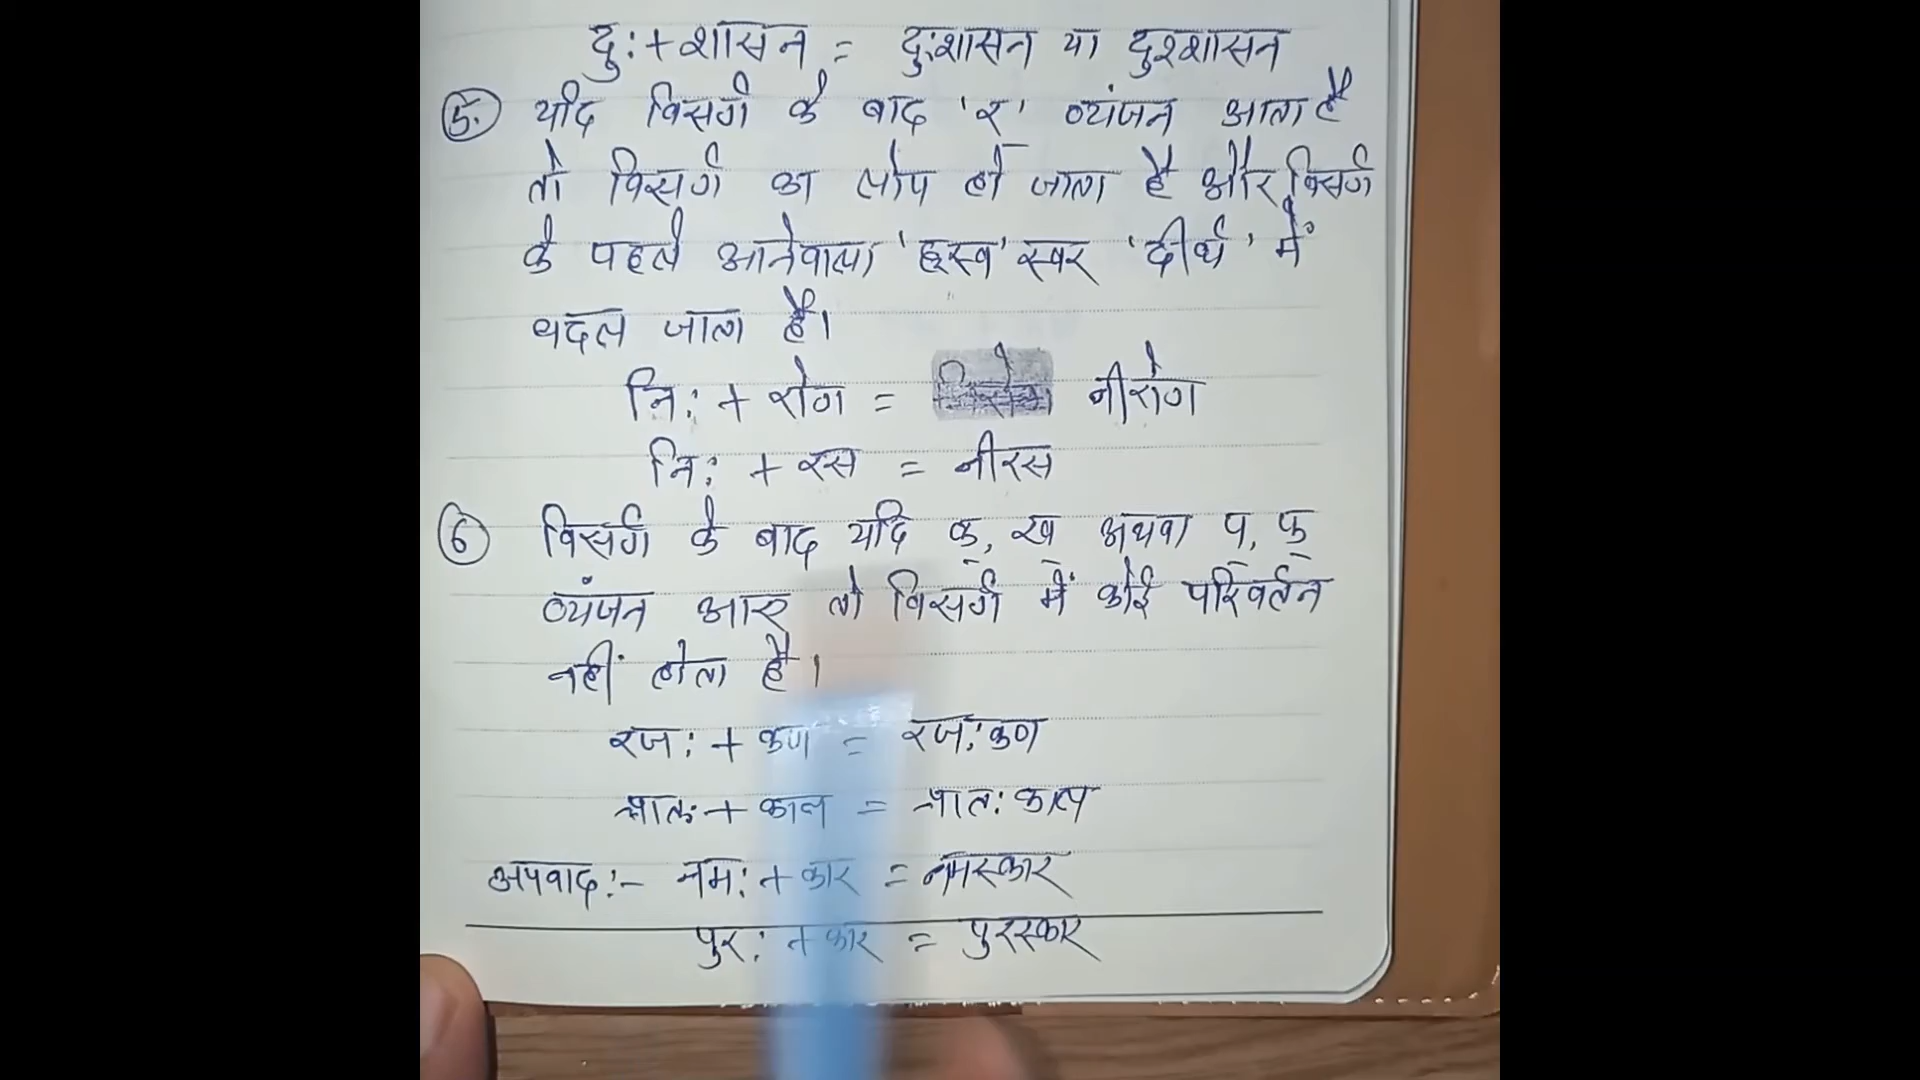 दुः + शासन = दुःशासन या दुश्शासन
5. यदि विसर्ग के बाद 'र' व्यंजन आता है
तो विसर्ग का लोप हो जाता है और विसर्ग
के पहले आनेवाला 'ह्रस्व' स्वर 'दीर्घ' में
बदल जाता है।
निः + रोग = नीरोग
निः + रस = नीरस
6 विसर्ग के बाद यदि क्, ख् अथवा प्, फ्
व्यंजन आए तो विसर्ग में कोई परिवर्तन
नहीं होता है।
रजः + कण = रजःकण
प्रातः + काल = प्रातःकाल
अपवाद :- नमः + कार = नमस्कार
पुरः + कार = पुरस्कार